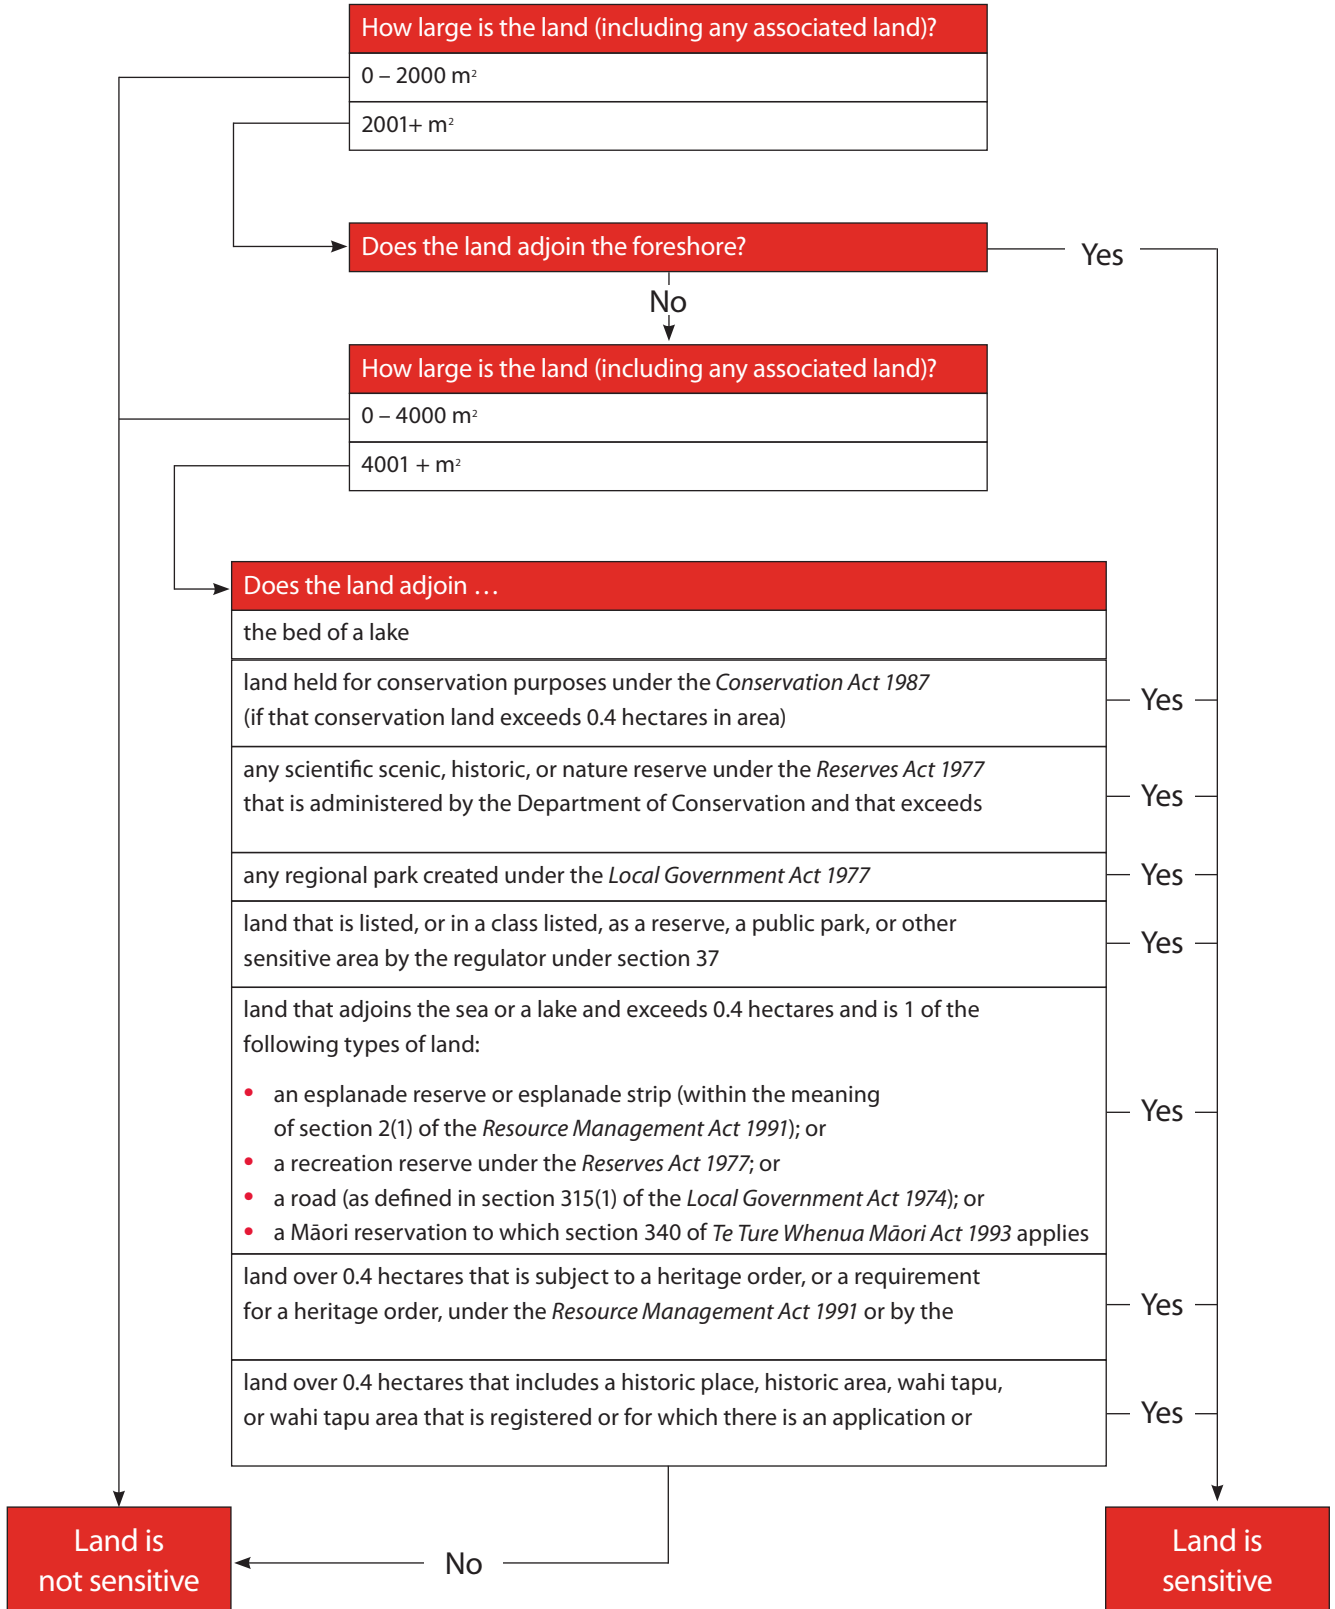 How large is the land (including any associated land)?
0 – 2000 m²
2001+ m²
Does the land adjoin the foreshore?
Yes
No
How large is the land (including any associated land)?
0 – 4000 m²
4001 + m²
Does the land adjoin …
the bed of a lake
land held for conservation purposes under the Conservation Act 1987
(if that conservation land exceeds 0.4 hectares in area)
Yes
any scientific scenic, historic, or nature reserve under the Reserves Act 1977
that is administered by the Department of Conservation and that exceeds
Yes
any regional park created under the Local Government Act 1977
Yes
land that is listed, or in a class listed, as a reserve, a public park, or other
sensitive area by the regulator under section 37
Yes
land that adjoins the sea or a lake and exceeds 0.4 hectares and is 1 of the
following types of land:
• an esplanade reserve or esplanade strip (within the meaning
of section 2(1) of the Resource Management Act 1991); or
• a recreation reserve under the Reserves Act 1977; or
• a road (as defined in section 315(1) of the Local Government Act 1974); or
• a Māori reservation to which section 340 of Te Ture Whenua Māori Act 1993 applies
Yes
land over 0.4 hectares that is subject to a heritage order, or a requirement
for a heritage order, under the Resource Management Act 1991 or by the
Yes
land over 0.4 hectares that includes a historic place, historic area, wahi tapu,
or wahi tapu area that is registered or for which there is an application or
Yes
Land is
not sensitive
No
Land is
sensitive